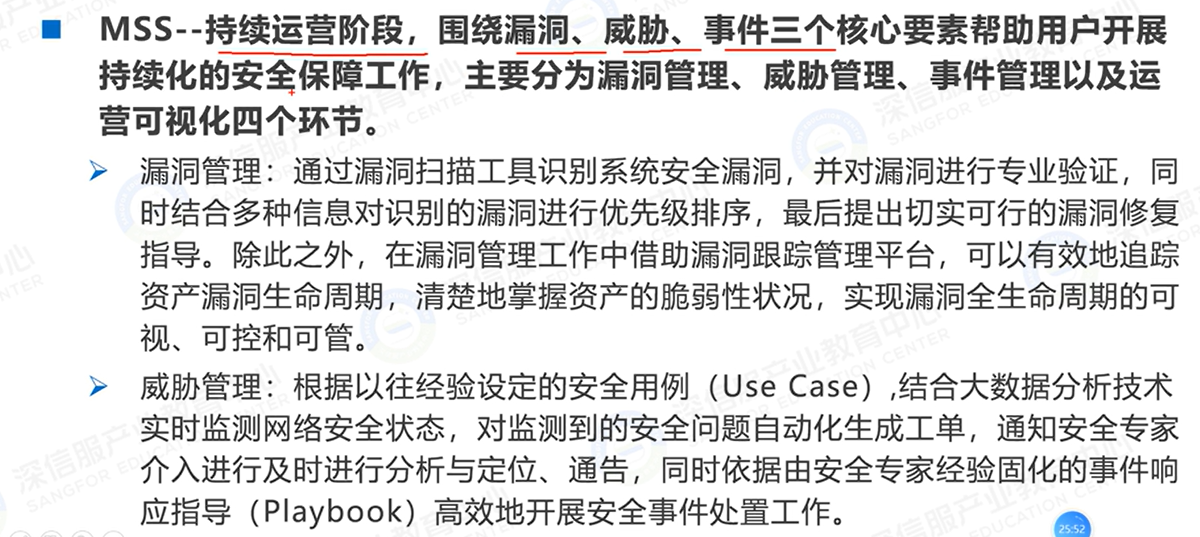 MSS--持续运营阶段，围绕漏洞、威胁、事件三个核心要素帮助用户开展
持续化的安全保障工作，主要分为漏洞管理、威胁管理、事件管理以及运
营可视化四个环节。
漏洞管理：通过漏洞扫描工具识别系统安全漏洞，并对漏洞进行专业验证，同
时结合多种信息对识别的漏洞进行优先级排序，最后提出切实可行的漏洞修复
指导。除此之外，在漏洞管理工作中借助漏洞跟踪管理平台，可以有效地追踪
资产漏洞生命周期，清楚地掌握资产的脆弱性状况，实现漏洞全生命周期的可
视、可控和可管。
威胁管理：根据以往经验设定的安全用例（Use Case）,结合大数据分析技术
实时监测网络安全状态，对监测到的安全问题自动化生成工单，通知安全专家
介入进行及时进行分析与定位、通告，同时依据由安全专家经验固化的事件响
应指导（Playbook）高效地开展安全事件处置工作。
深信服产业教育中心
SANGFOR EDUCATION CENTER
25:52